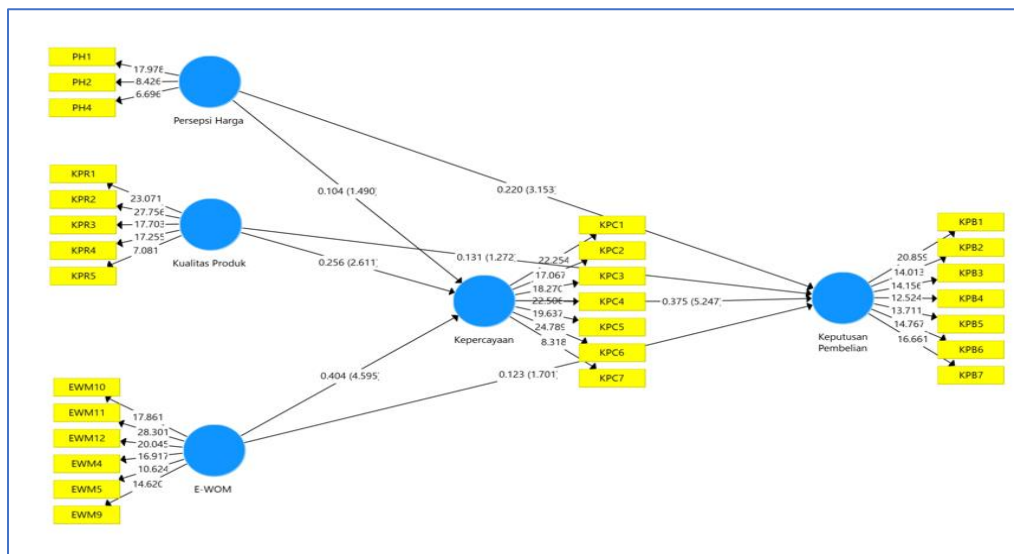 PH1
PH2
PH4
17.978
8.426
6.696
Persepsi Harga
KPR1
KPR2
KPR3
KPR4
KPR5
23.071
27.756
17.703
17.255
7.081
Kualitas Produk
EWM10
EWM11
EWM12
EWM4
EWM5
EWM9
17.861
28.301
20.045
16.917
10.624
14.620
E-WOM
0.104 (1.490)
0.220 (3.153)
0.256 (2.611)
0.131 (1.272)
0.404 (4.595)
0.123 (1.701)
0.375 (5.247)
Kepercayaan
22.254
17.067
18.270
22.506
19.637
24.789
8.318
KPC1
KPC2
KPC3
KPC4
KPC5
KPC6
KPC7
Keputusan
Pembelian
20.859
14.013
14.156
12.524
13.711
14.767
16.661
KPB1
KPB2
KPB3
KPB4
KPB5
KPB6
KPB7